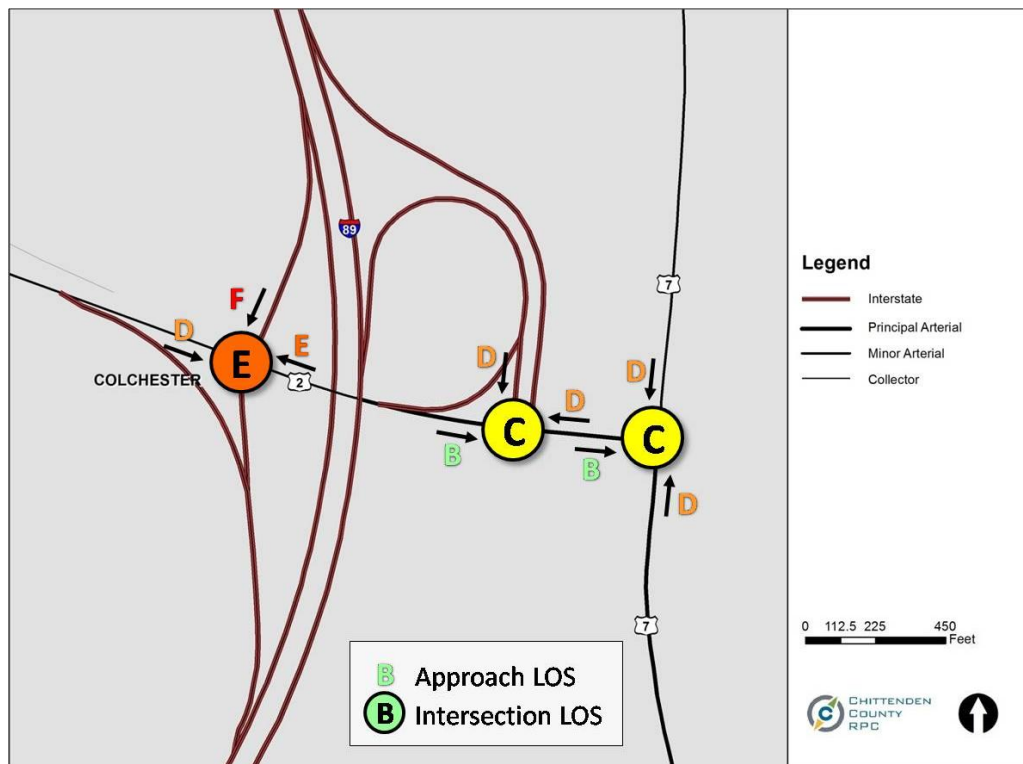 89
7
Legend
Interstate
Principal Arterial
Minor Arterial
Collector
F
D
E
E
COLCHESTER
2
D
D
D
C
C
B
B
D
7
0 112.5 225 450
Feet
B Approach LOS
B Intersection LOS
C
CHITTENDEN
COUNTY
RPC